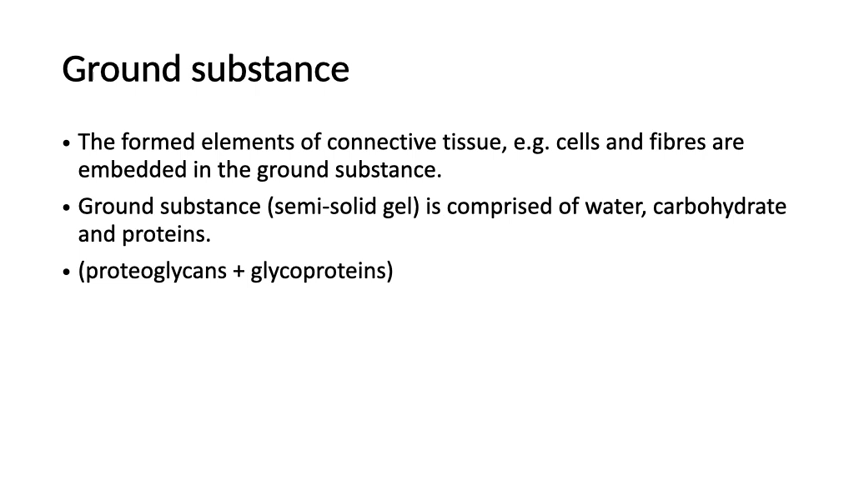 Ground substance
• The formed elements of connective tissue, e.g. cells and fibres are
embedded in the ground substance.
• Ground substance (semi-solid gel) is comprised of water, carbohydrate
and proteins.
• (proteoglycans + glycoproteins)